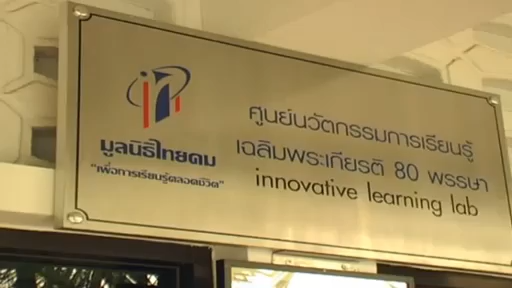 มูลนิธิไทยคม
"เพื่อการเรียนรู้ตลอดชีวิต"
ศูนย์นวัตกรรมการเรียนรู้
เฉลิมพระเกียรติ 80 พรรษา
innovative learning lab